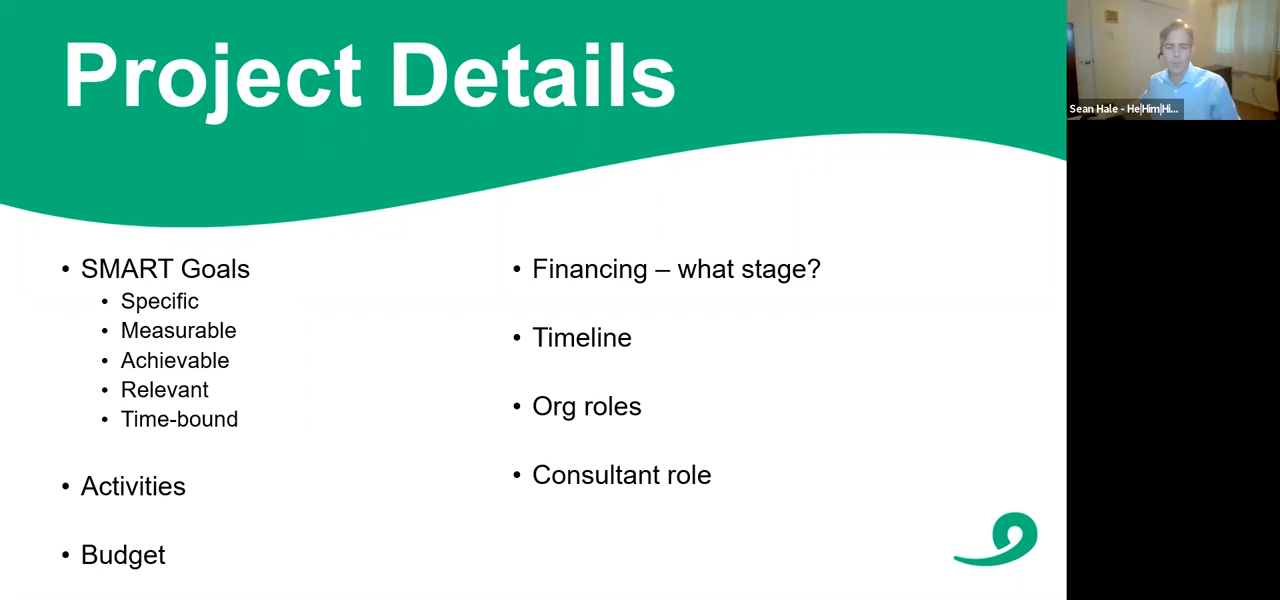 Project Details
• SMART Goals
• Specific
• Measurable
• Achievable
• Relevant
• Time-bound
• Activities
• Budget
• Financing – what stage?
• Timeline
• Org roles
• Consultant role
Sean Hale - He|Him|Hi...